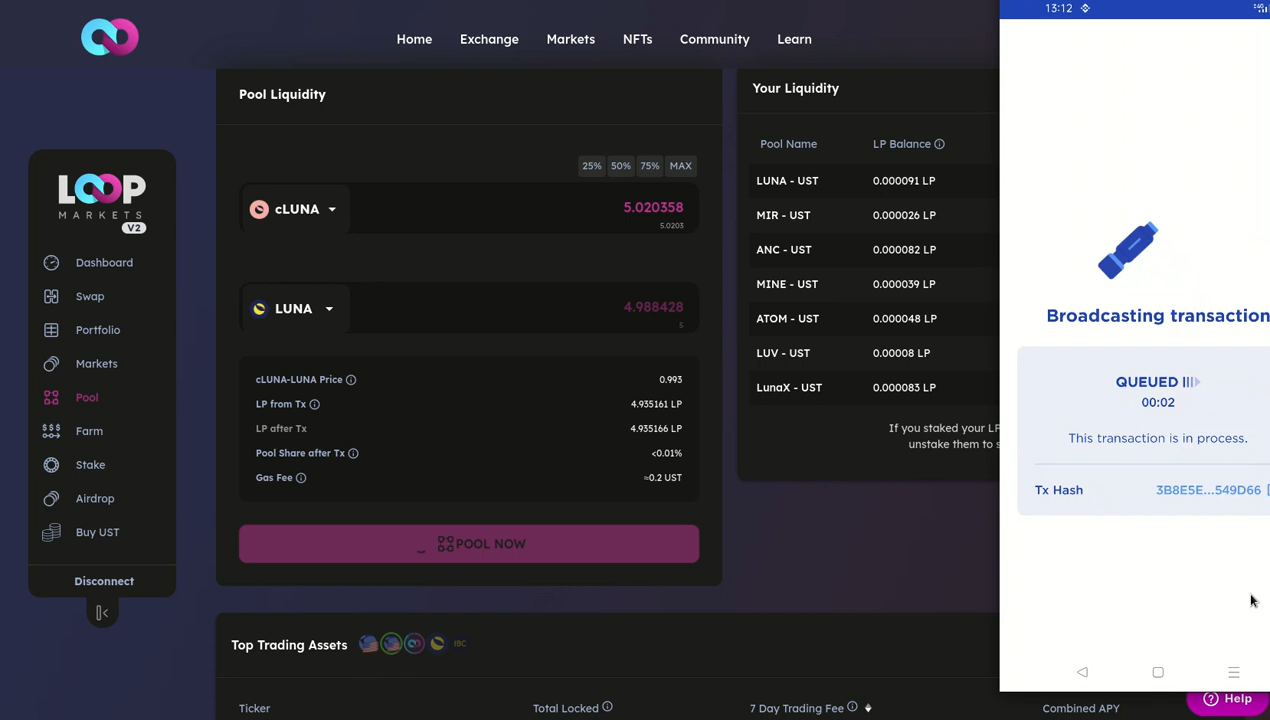 Home Exchange Markets NFTs Community Learn
LOOP
MARKETS
V2
Dashboard
Swap
Portfolio
Markets
Pool
Farm
Stake
Airdrop
Buy UST
Disconnect
Pool Liquidity
25% 50% 75% MAX
cLUNA 5.020358
5.0203
LUNA 4.988428
5
cLUNA-LUNA Price 0.993
LP from Tx 4.935161 LP
LP after Tx 4.935166 LP
Pool Share after Tx <0.01%
Gas Fee ≈0.2 UST
POOL NOW
Your Liquidity
Pool Name LP Balance
LUNA - UST 0.000091 LP
MIR - UST 0.000026 LP
ANC - UST 0.000082 LP
MINE - UST 0.000039 LP
ATOM - UST 0.000048 LP
LUV - UST 0.00008 LP
LunaX - UST 0.000083 LP
If you staked your LP
unstake them to s
Top Trading Assets IBC
Ticker Total Locked 7 Day Trading Fee Combined APY
13:12
Broadcasting transaction
QUEUED
00:02
This transaction is in process.
Tx Hash 3B8E5E...549D66
Help